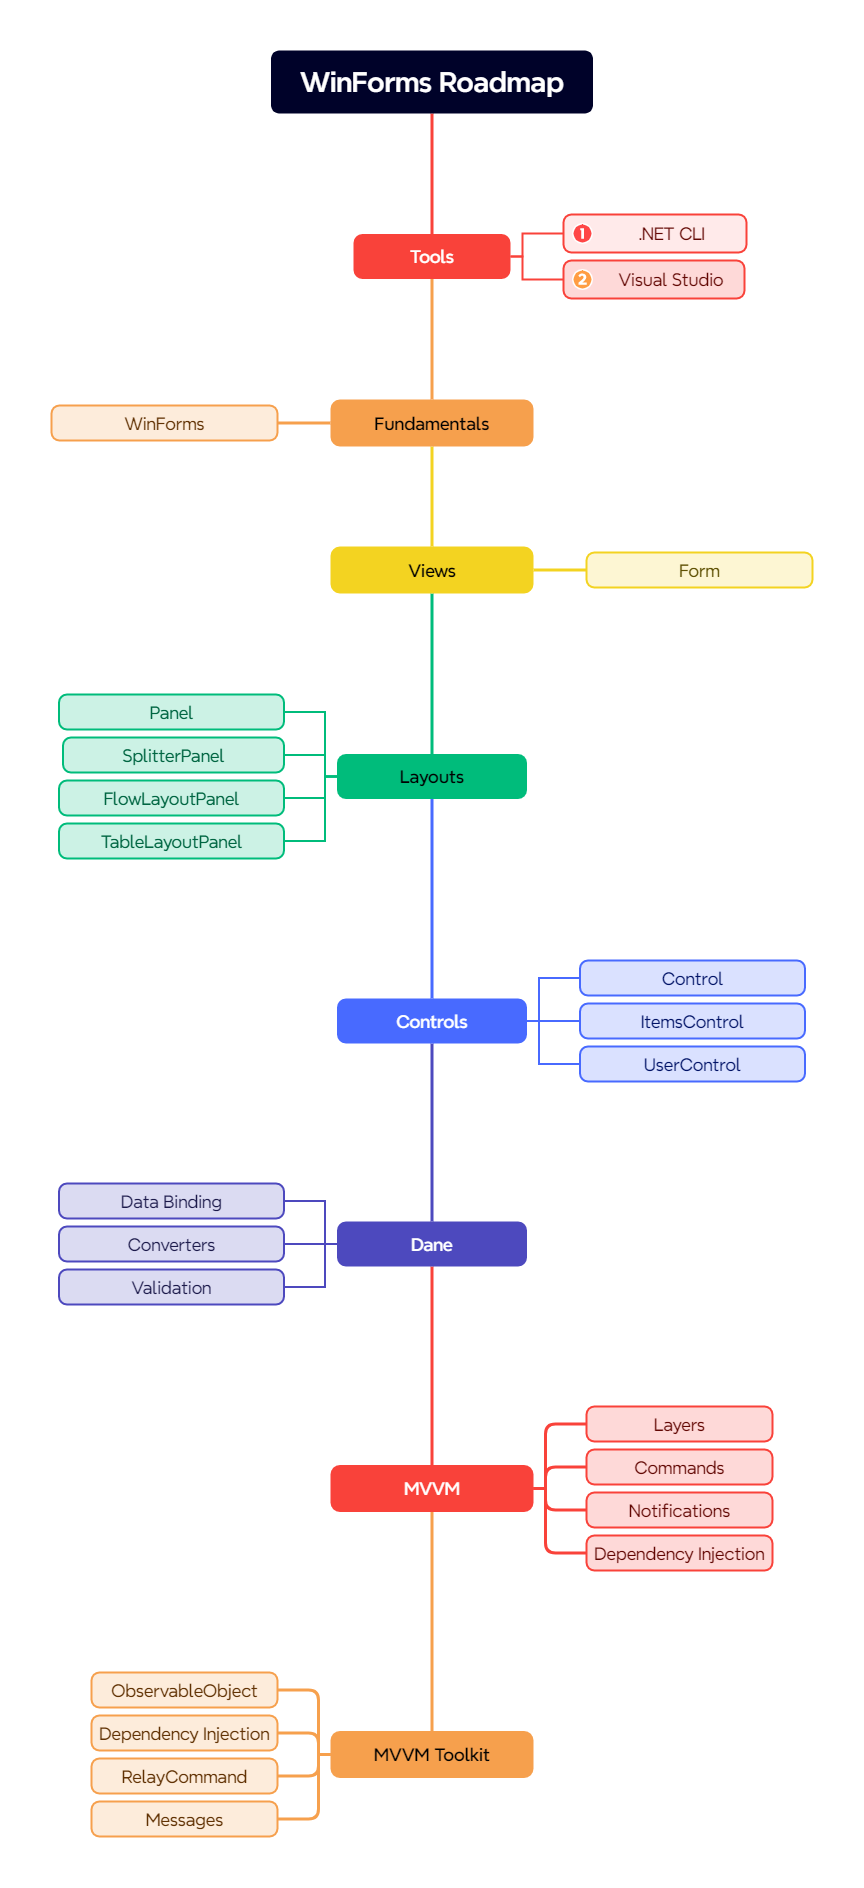 WinForms Roadmap
Tools
1 .NET CLI
2 Visual Studio
WinForms
Fundamentals
Views
Form
Panel
SplitterPanel
FlowLayoutPanel
TableLayoutPanel
Layouts
Controls
Control
ItemsControl
UserControl
Data Binding
Converters
Validation
Dane
MVVM
Layers
Commands
Notifications
Dependency Injection
ObservableObject
Dependency Injection
RelayCommand
Messages
MVVM Toolkit